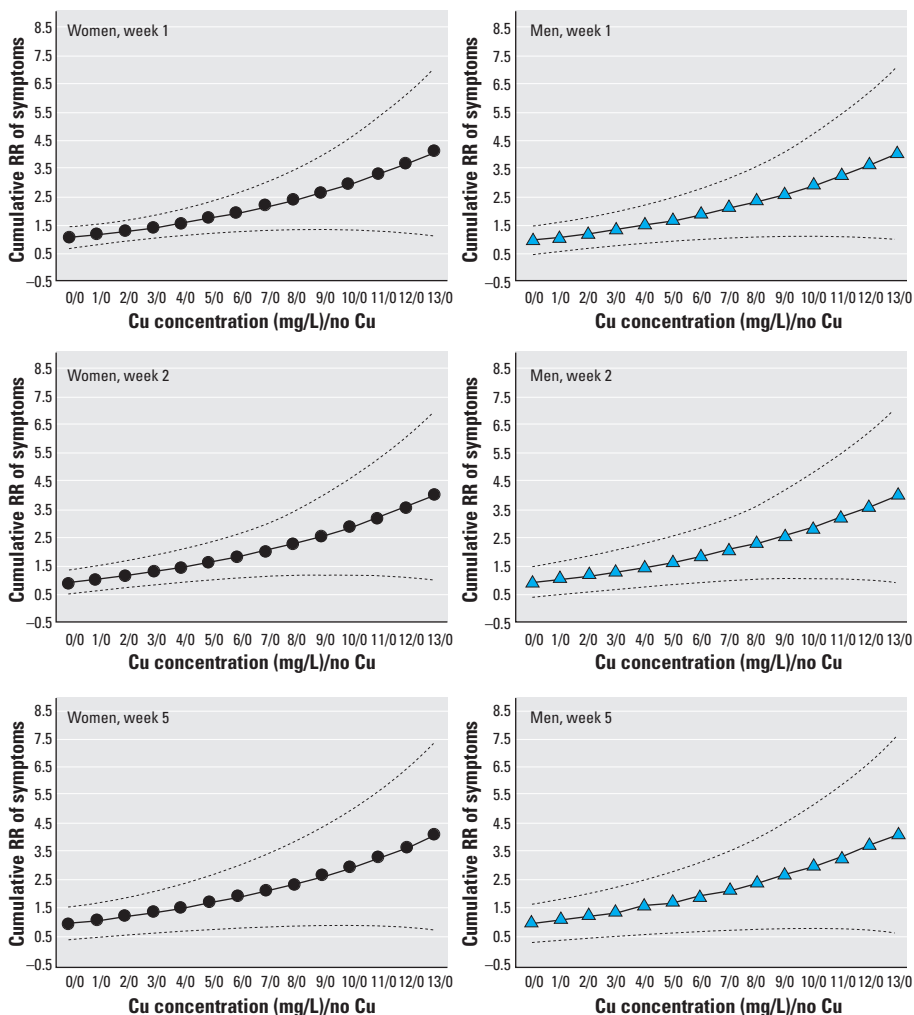 Women, week 1
Cumulative RR of symptoms
8.5
7.5
6.5
5.5
4.5
3.5
2.5
1.5
0.5
–0.5
0/0 1/0 2/0 3/0 4/0 5/0 6/0 7/0 8/0 9/0 10/0 11/0 12/0 13/0
Cu concentration (mg/L)/no Cu
Men, week 1
Cumulative RR of symptoms
8.5
7.5
6.5
5.5
4.5
3.5
2.5
1.5
0.5
–0.5
0/0 1/0 2/0 3/0 4/0 5/0 6/0 7/0 8/0 9/0 10/0 11/0 12/0 13/0
Cu concentration (mg/L)/no Cu
Women, week 2
Cumulative RR of symptoms
8.5
7.5
6.5
5.5
4.5
3.5
2.5
1.5
0.5
–0.5
0/0 1/0 2/0 3/0 4/0 5/0 6/0 7/0 8/0 9/0 10/0 11/0 12/0 13/0
Cu concentration (mg/L)/no Cu
Men, week 2
Cumulative RR of symptoms
8.5
7.5
6.5
5.5
4.5
3.5
2.5
1.5
0.5
–0.5
0/0 1/0 2/0 3/0 4/0 5/0 6/0 7/0 8/0 9/0 10/0 11/0 12/0 13/0
Cu concentration (mg/L)/no Cu
Women, week 5
Cumulative RR of symptoms
8.5
7.5
6.5
5.5
4.5
3.5
2.5
1.5
0.5
–0.5
0/0 1/0 2/0 3/0 4/0 5/0 6/0 7/0 8/0 9/0 10/0 11/0 12/0 13/0
Cu concentration (mg/L)/no Cu
Men, week 5
Cumulative RR of symptoms
8.5
7.5
6.5
5.5
4.5
3.5
2.5
1.5
0.5
–0.5
0/0 1/0 2/0 3/0 4/0 5/0 6/0 7/0 8/0 9/0 10/0 11/0 12/0 13/0
Cu concentration (mg/L)/no Cu